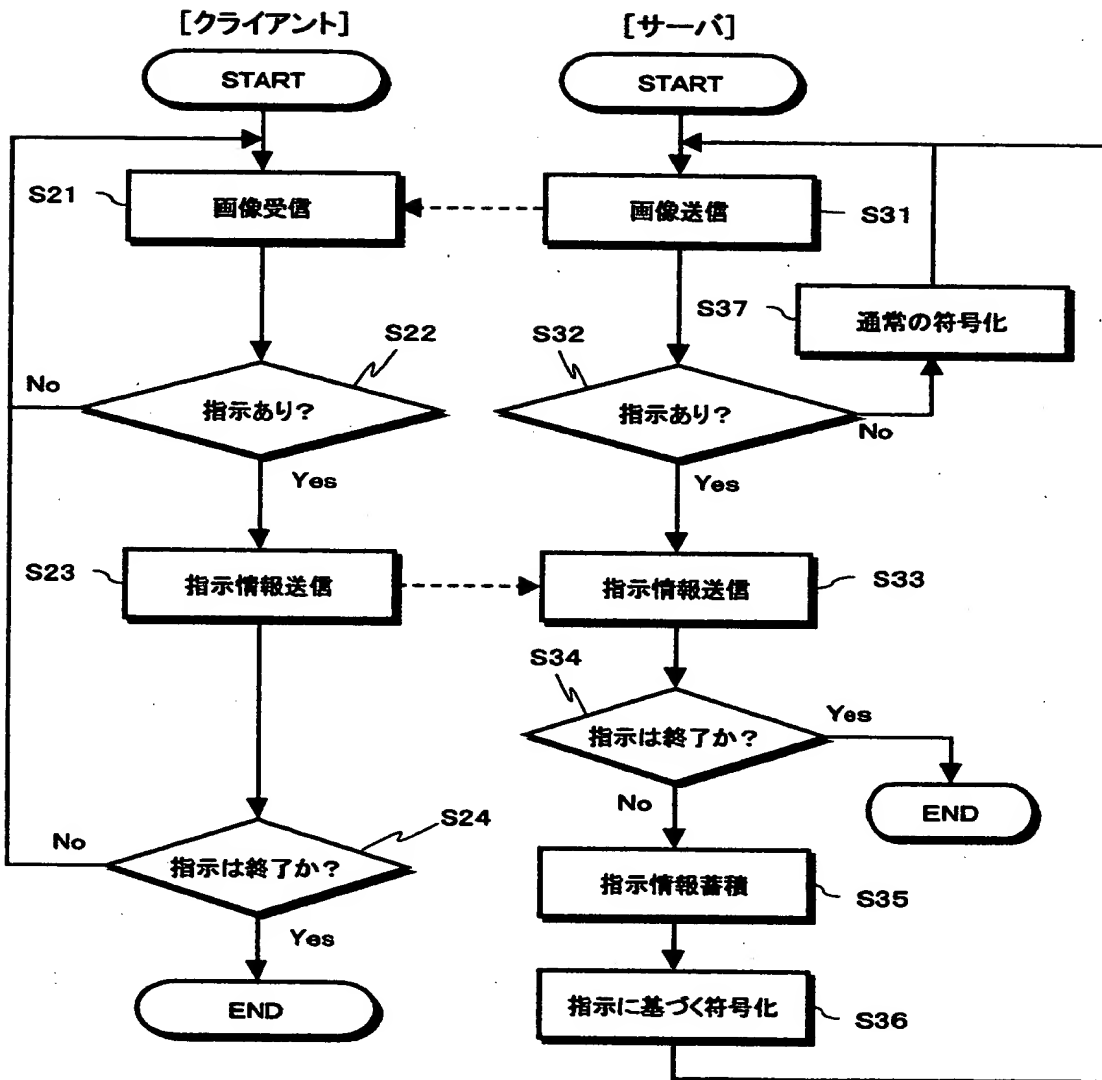 [クライアント]
[サーバ]
START
START
S21
画像受信
画像送信
S31
S37
通常の符号化
S22
S32
No
指示あり?
指示あり?
No
Yes
Yes
S23
指示情報送信
指示情報送信
S33
S34
指示は終了か?
Yes
No
END
No
指示は終了か?
S24
指示情報蓄積
S35
Yes
END
指示に基づく符号化
S36